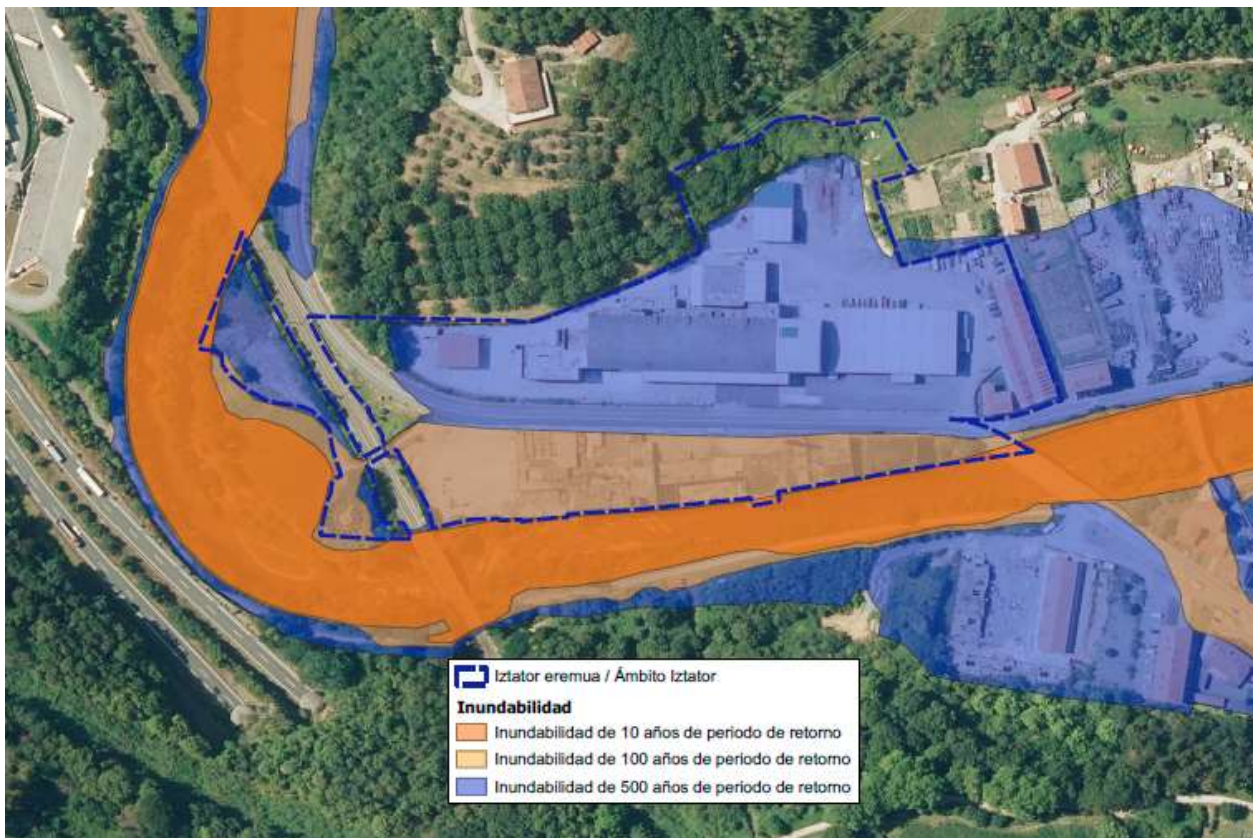 Iztator eremua / Ámbito Iztator
Inundabilidad
Inundabilidad de 10 años de periodo de retorno
Inundabilidad de 100 años de periodo de retorno
Inundabilidad de 500 años de periodo de retorno